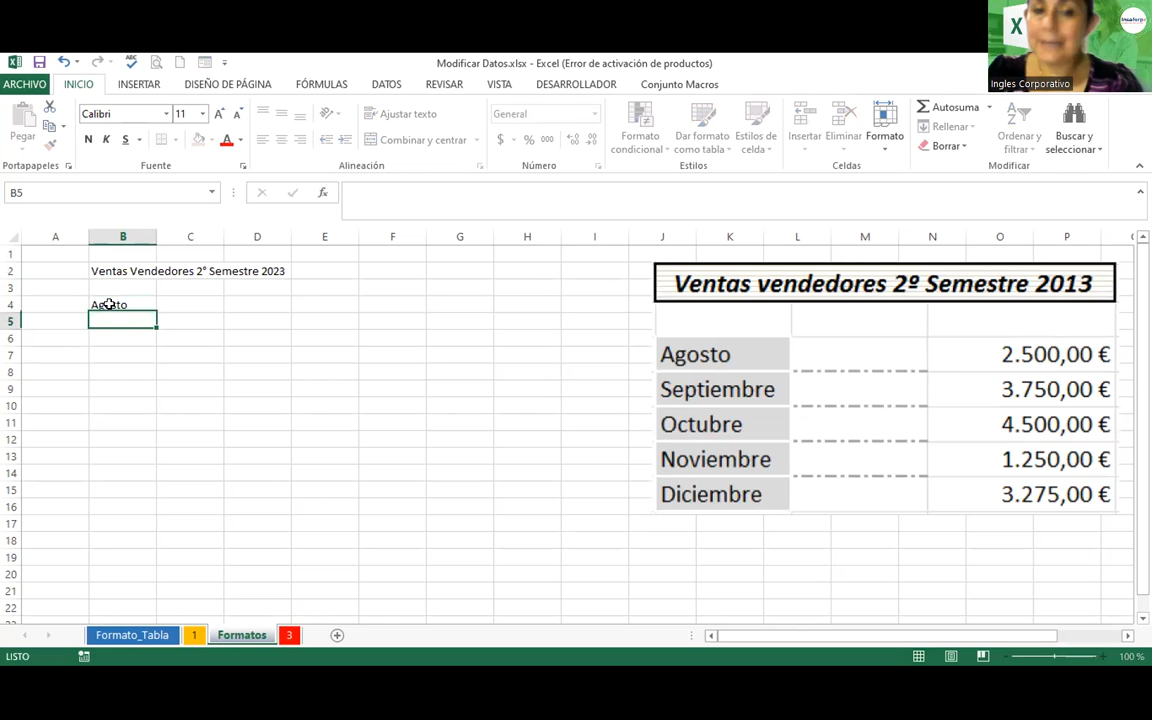 Modificar Datos.xlsx - Excel (Error de activación de productos)
ARCHIVO INICIO INSERTAR DISEÑO DE PÁGINA FÓRMULAS DATOS REVISAR VISTA DESARROLLADOR Conjunto Macros
Ingles Corporativo
Calibri 11 Ajustar texto General Autosuma
Pegar N K S Combinar y centrar $ % 000 Formato condicional Dar formato como tabla Estilos de celda Insertar Eliminar Formato Rellenar Borrar Ordenar y filtrar Buscar y seleccionar
Portapapeles Fuente Alineación Número Estilos Celdas Modificar
B5
A B C D E F G H I J K L M N O P
1
2 Ventas Vendedores 2° Semestre 2023
3
4 Agosto
5
6
7
8
9
10
11
12
13
14
15
16
17
18
19
20
21
22
Ventas vendedores 2º Semestre 2013
Agosto 2.500,00 €
Septiembre 3.750,00 €
Octubre 4.500,00 €
Noviembre 1.250,00 €
Diciembre 3.275,00 €
Formato_Tabla 1 Formatos 3
LISTO 100 %